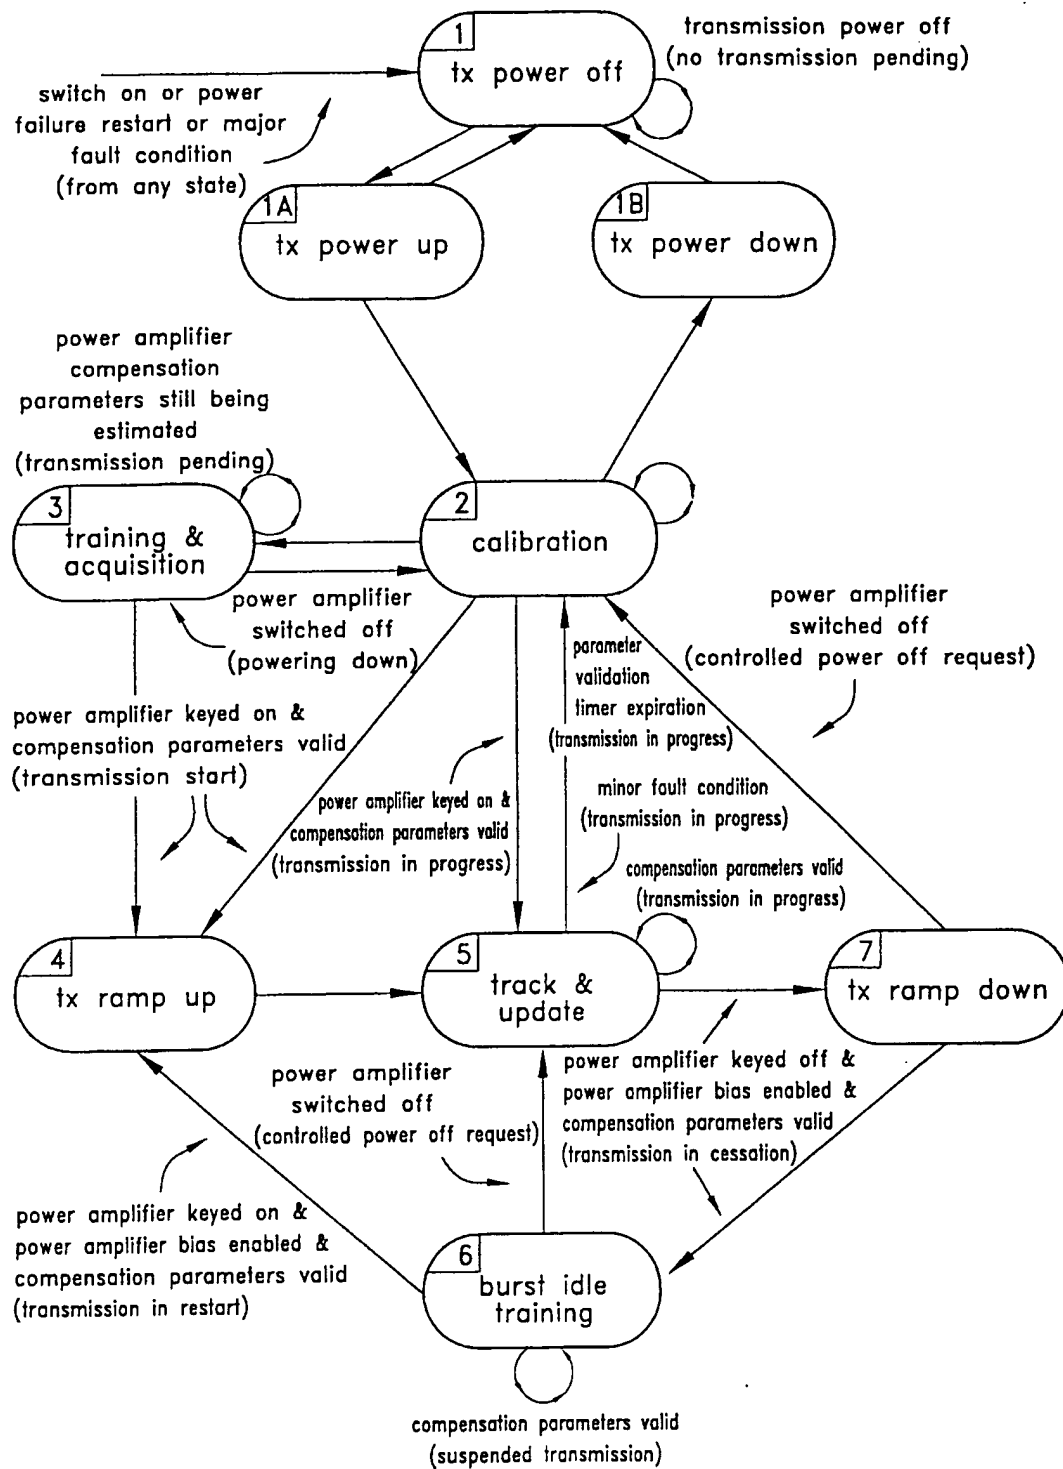 1
tx power off
transmission power off
(no transmission pending)
switch on or power
failure restart or major
fault condition
(from any state)
1A
tx power up
1B
tx power down
power amplifier
compensation
parameters still being
estimated
(transmission pending)
3
training &
acquisition
2
calibration
power amplifier
switched off
(powering down)
power amplifier
switched off
(controlled power off request)
parameter
validation
timer expiration
(transmission in progress)
power amplifier keyed on &
compensation parameters valid
(transmission start)
power amplifier keyed on &
compensation parameters valid
(transmission in progress)
minor fault condition
(transmission in progress)
compensation parameters valid
(transmission in progress)
4
tx ramp up
5
track &
update
7
tx ramp down
power amplifier
switched off
(controlled power off request)
power amplifier keyed off &
power amplifier bias enabled &
compensation parameters valid
(transmission in cessation)
power amplifier keyed on &
power amplifier bias enabled &
compensation parameters valid
(transmission in restart)
6
burst idle
training
compensation parameters valid
(suspended transmission)